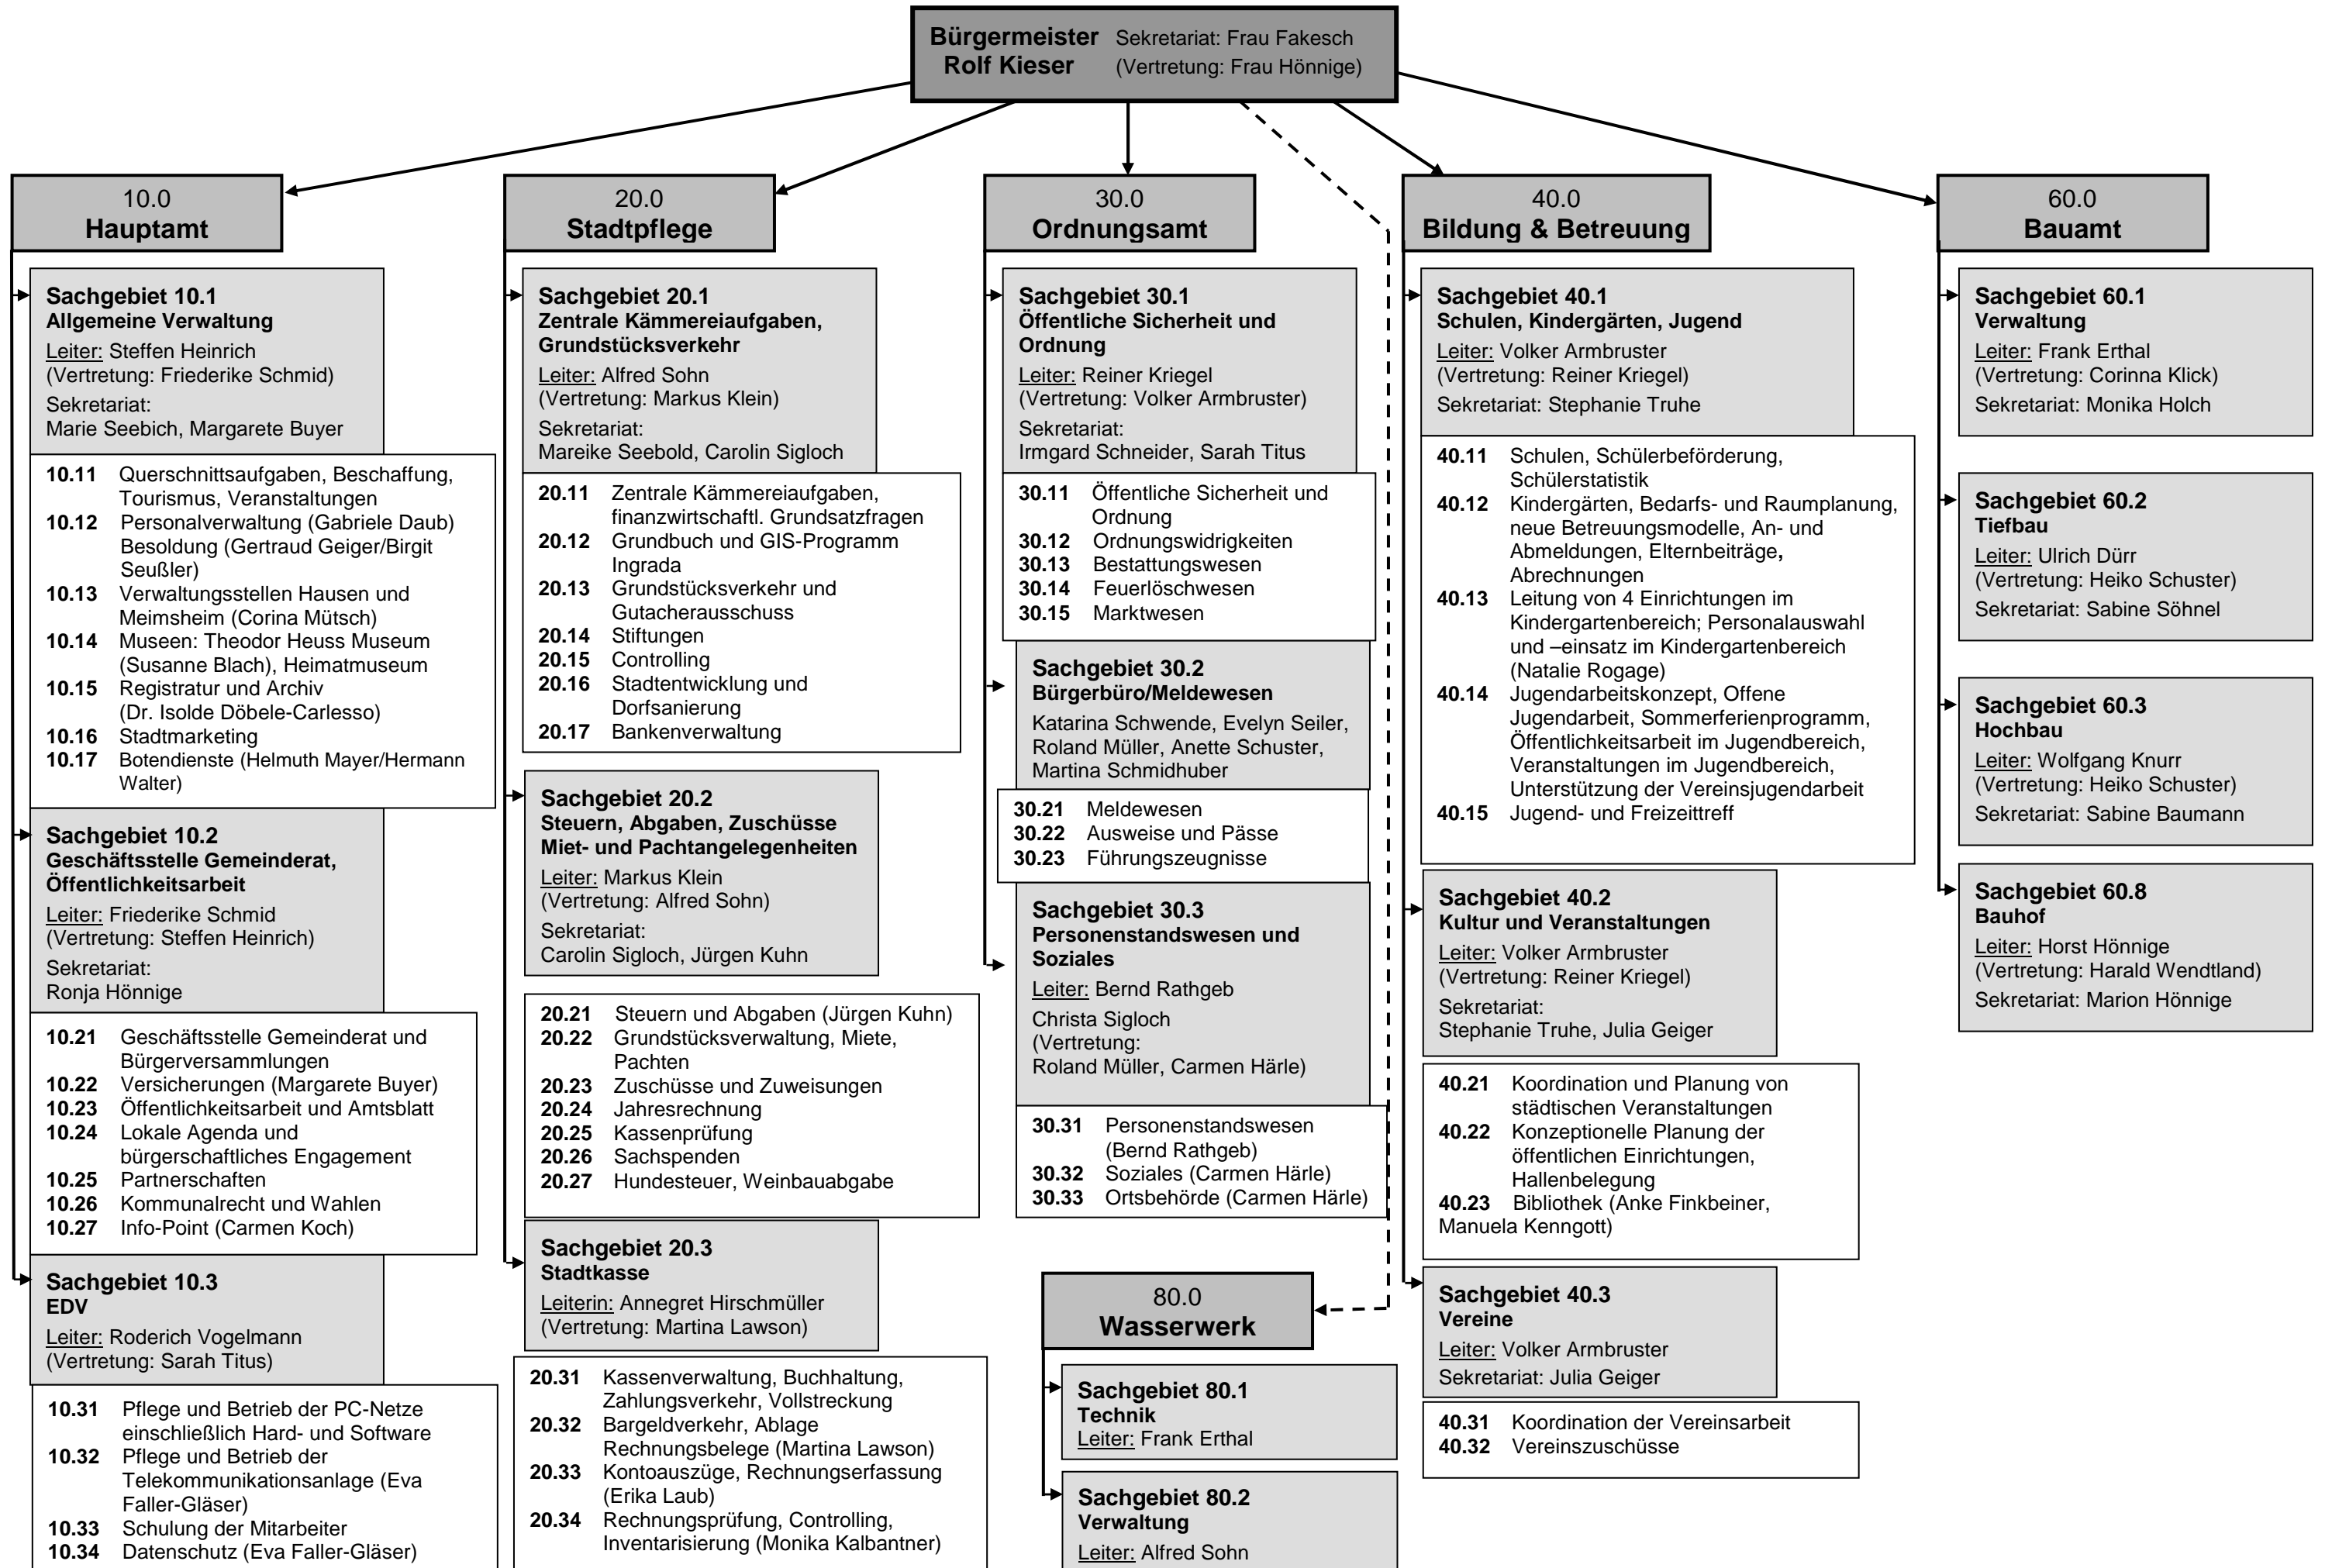 Bürgermeister Sekretariat: Frau Fakesch
Rolf Kieser (Vertretung: Frau Hönnige)
10.0
Hauptamt
Sachgebiet 10.1
Allgemeine Verwaltung
Leiter: Steffen Heinrich
(Vertretung: Friederike Schmid)
Sekretariat:
Marie Seebich, Margarete Buyer
10.11 Querschnittsaufgaben, Beschaffung,
Tourismus, Veranstaltungen
10.12 Personalverwaltung (Gabriele Daub)
Besoldung (Gertraud Geiger/Birgit
Seußler)
10.13 Verwaltungsstellen Hausen und
Meimsheim (Corina Mütsch)
10.14 Museen: Theodor Heuss Museum
(Susanne Blach), Heimatmuseum
10.15 Registratur und Archiv
(Dr. Isolde Döbele-Carlesso)
10.16 Stadtmarketing
10.17 Botendienste (Helmuth Mayer/Hermann
Walter)
Sachgebiet 10.2
Geschäftsstelle Gemeinderat,
Öffentlichkeitsarbeit
Leiter: Friederike Schmid
(Vertretung: Steffen Heinrich)
Sekretariat:
Ronja Hönnige
10.21 Geschäftsstelle Gemeinderat und
Bürgerversammlungen
10.22 Versicherungen (Margarete Buyer)
10.23 Öffentlichkeitsarbeit und Amtsblatt
10.24 Lokale Agenda und
bürgerschaftliches Engagement
10.25 Partnerschaften
10.26 Kommunalrecht und Wahlen
10.27 Info-Point (Carmen Koch)
Sachgebiet 10.3
EDV
Leiter: Roderich Vogelmann
(Vertretung: Sarah Titus)
10.31 Pflege und Betrieb der PC-Netze
einschließlich Hard- und Software
10.32 Pflege und Betrieb der
Telekommunikationsanlage (Eva
Faller-Gläser)
10.33 Schulung der Mitarbeiter
10.34 Datenschutz (Eva Faller-Gläser)
20.0
Stadtpflege
Sachgebiet 20.1
Zentrale Kämmereiaufgaben,
Grundstücksverkehr
Leiter: Alfred Sohn
(Vertretung: Markus Klein)
Sekretariat:
Mareike Seebold, Carolin Sigloch
20.11 Zentrale Kämmereiaufgaben,
finanzwirtschaftl. Grundsatzfragen
20.12 Grundbuch und GIS-Programm
Ingrada
20.13 Grundstücksverkehr und
Gutacherausschuss
20.14 Stiftungen
20.15 Controlling
20.16 Stadtentwicklung und
Dorfsanierung
20.17 Bankenverwaltung
Sachgebiet 20.2
Steuern, Abgaben, Zuschüsse
Miet- und Pachtangelegenheiten
Leiter: Markus Klein
(Vertretung: Alfred Sohn)
Sekretariat:
Carolin Sigloch, Jürgen Kuhn
20.21 Steuern und Abgaben (Jürgen Kuhn)
20.22 Grundstücksverwaltung, Miete,
Pachten
20.23 Zuschüsse und Zuweisungen
20.24 Jahresrechnung
20.25 Kassenprüfung
20.26 Sachspenden
20.27 Hundesteuer, Weinbauabgabe
Sachgebiet 20.3
Stadtkasse
Leiterin: Annegret Hirschmüller
(Vertretung: Martina Lawson)
20.31 Kassenverwaltung, Buchhaltung,
Zahlungsverkehr, Vollstreckung
20.32 Bargeldverkehr, Ablage
Rechnungsbelege (Martina Lawson)
20.33 Kontoauszüge, Rechnungserfassung
(Erika Laub)
20.34 Rechnungsprüfung, Controlling,
Inventarisierung (Monika Kalbantner)
30.0
Ordnungsamt
Sachgebiet 30.1
Öffentliche Sicherheit und
Ordnung
Leiter: Reiner Kriegel
(Vertretung: Volker Armbruster)
Sekretariat:
Irmgard Schneider, Sarah Titus
30.11 Öffentliche Sicherheit und
Ordnung
30.12 Ordnungswidrigkeiten
30.13 Bestattungswesen
30.14 Feuerlöschwesen
30.15 Marktwesen
Sachgebiet 30.2
Bürgerbüro/Meldewesen
Katarina Schwende, Evelyn Seiler,
Roland Müller, Anette Schuster,
Martina Schmidhuber
30.21 Meldewesen
30.22 Ausweise und Pässe
30.23 Führungszeugnisse
Sachgebiet 30.3
Personenstandswesen und
Soziales
Leiter: Bernd Rathgeb
Christa Sigloch
(Vertretung:
Roland Müller, Carmen Härle)
30.31 Personenstandswesen
(Bernd Rathgeb)
30.32 Soziales (Carmen Härle)
30.33 Ortsbehörde (Carmen Härle)
80.0
Wasserwerk
Sachgebiet 80.1
Technik
Leiter: Frank Erthal
Sachgebiet 80.2
Verwaltung
Leiter: Alfred Sohn
40.0
Bildung & Betreuung
Sachgebiet 40.1
Schulen, Kindergärten, Jugend
Leiter: Volker Armbruster
(Vertretung: Reiner Kriegel)
Sekretariat: Stephanie Truhe
40.11 Schulen, Schülerbeförderung,
Schülerstatistik
40.12 Kindergärten, Bedarfs- und Raumplanung,
neue Betreuungsmodelle, An- und
Abmeldungen, Elternbeiträge,
Abrechnungen
40.13 Leitung von 4 Einrichtungen im
Kindergartenbereich; Personalauswahl
und –einsatz im Kindergartenbereich
(Natalie Rogage)
40.14 Jugendarbeitskonzept, Offene
Jugendarbeit, Sommerferienprogramm,
Öffentlichkeitsarbeit im Jugendbereich,
Veranstaltungen im Jugendbereich,
Unterstützung der Vereinsjugendarbeit
40.15 Jugend- und Freizeittreff
Sachgebiet 40.2
Kultur und Veranstaltungen
Leiter: Volker Armbruster
(Vertretung: Reiner Kriegel)
Sekretariat:
Stephanie Truhe, Julia Geiger
40.21 Koordination und Planung von
städtischen Veranstaltungen
40.22 Konzeptionelle Planung der
öffentlichen Einrichtungen,
Hallenbelegung
40.23 Bibliothek (Anke Finkbeiner,
Manuela Kenngott)
Sachgebiet 40.3
Vereine
Leiter: Volker Armbruster
Sekretariat: Julia Geiger
40.31 Koordination der Vereinsarbeit
40.32 Vereinszuschüsse
60.0
Bauamt
Sachgebiet 60.1
Verwaltung
Leiter: Frank Erthal
(Vertretung: Corinna Klick)
Sekretariat: Monika Holch
Sachgebiet 60.2
Tiefbau
Leiter: Ulrich Dürr
(Vertretung: Heiko Schuster)
Sekretariat: Sabine Söhnel
Sachgebiet 60.3
Hochbau
Leiter: Wolfgang Knurr
(Vertretung: Heiko Schuster)
Sekretariat: Sabine Baumann
Sachgebiet 60.8
Bauhof
Leiter: Horst Hönnige
(Vertretung: Harald Wendtland)
Sekretariat: Marion Hönnige